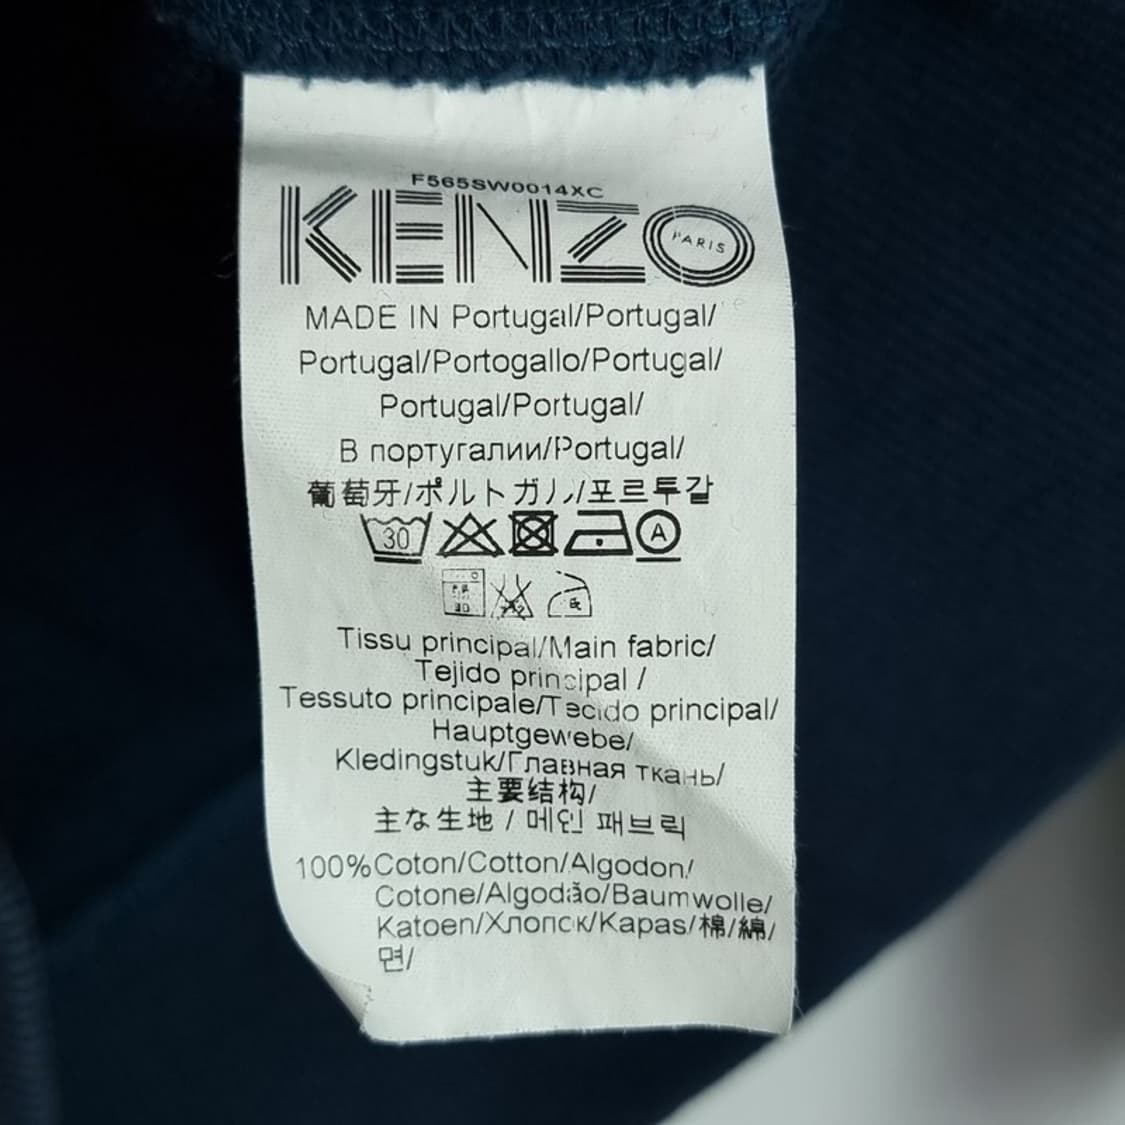 F565SW0014XC
KENZO PARIS
MADE IN Portugal/Portugal/
Portugal/Portogallo/Portugal/
Portugal/Portugal/
В португалии/Portugal/
葡萄牙/ポルトガル/포르투갈
30 A
30
Tissu principal/Main fabric/
Tejido principal /
Tessuto principale/Tecido principal/
Hauptgewebe/
Kledingstuk/Главная ткань/
主要结构/
主な生地 / 메인 패브릭
100%Coton/Cotton/Algodon/
Cotone/Algodão/Baumwolle/
Katoen/Хлопок/Kapas/棉/綿/
면/